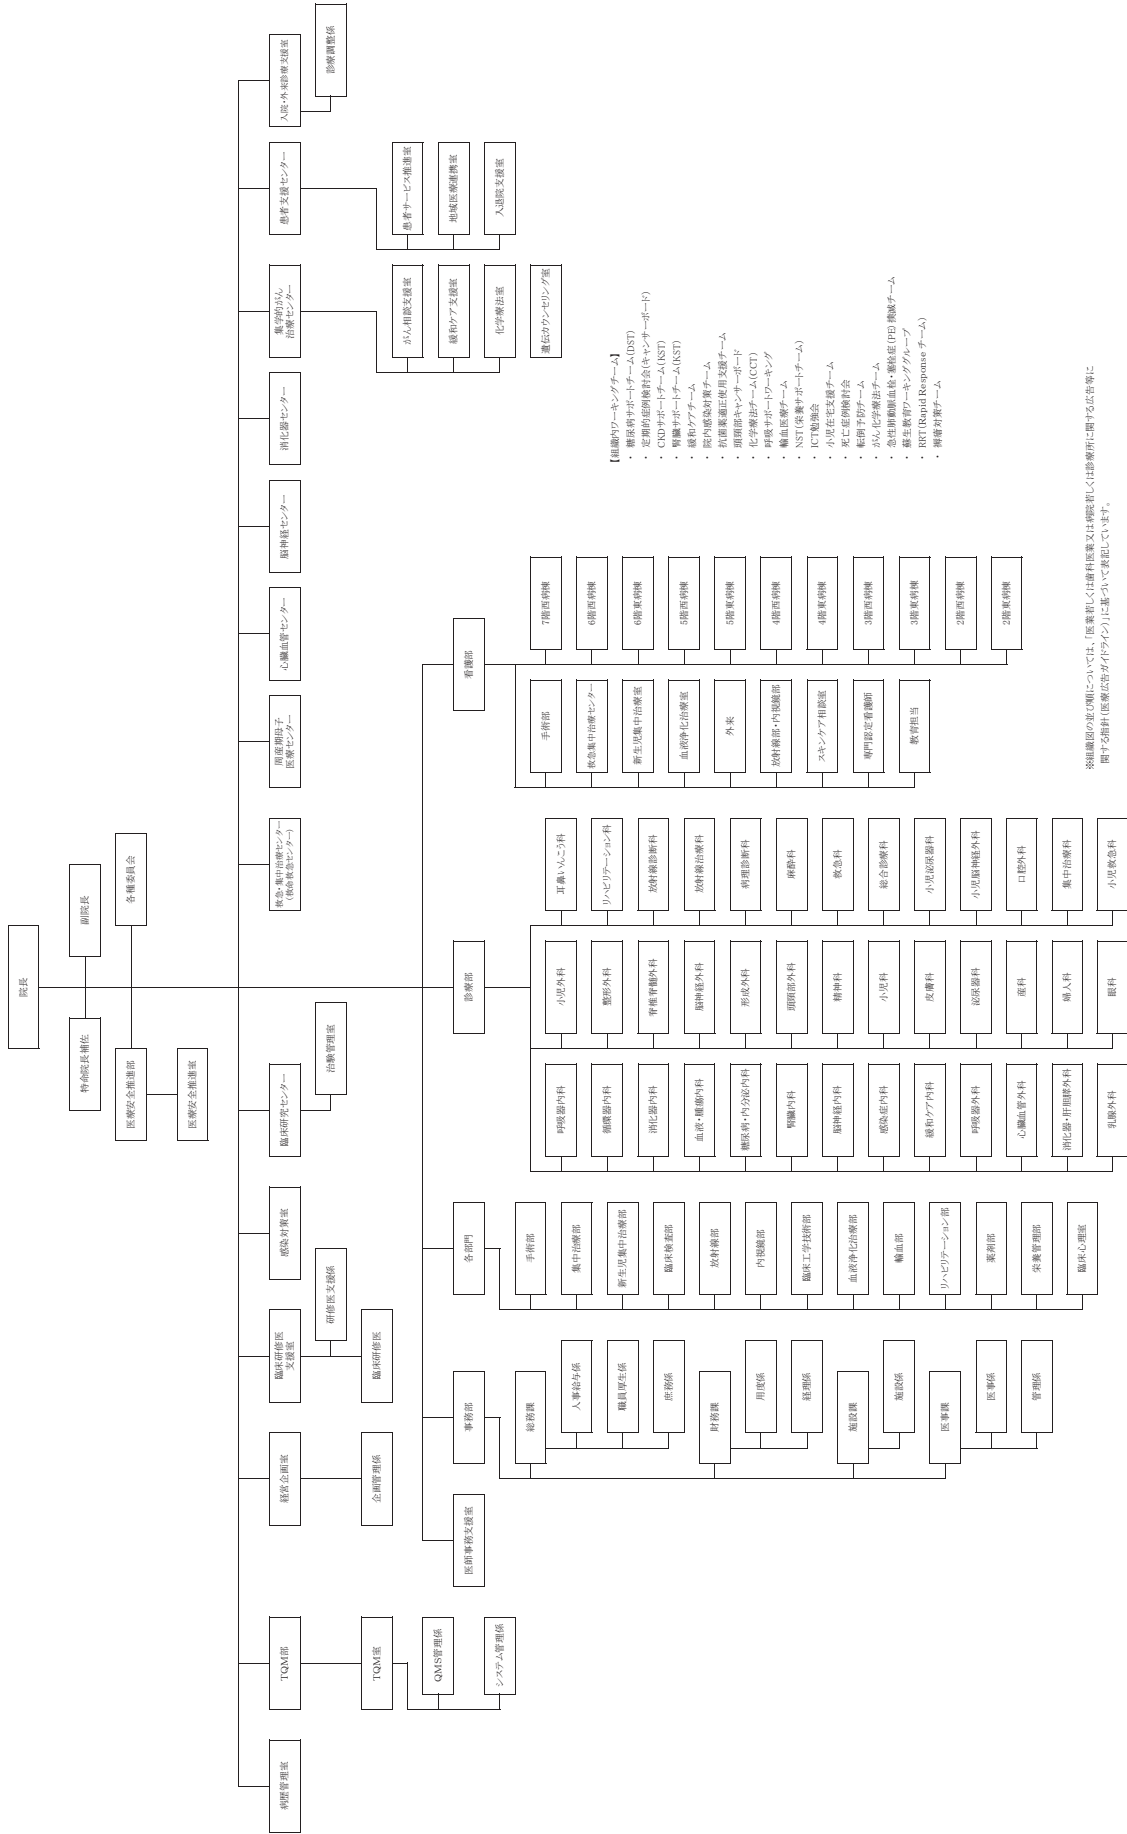 院長
特命院長補佐
副院長
医療安全推進部
各種委員会
医療安全推進室
病歴管理室
TQM部
経営企画室
臨床研修医
支援室
感染対策室
臨床研究センター
救急・集中治療センター
(救命救急センター)
周産期母子
医療センター
心臓血管センター
脳神経センター
消化器センター
集学的がん
治療センター
患者支援センター
入院・外来診療支援室
研修医支援係
治験管理室
診療調整係
TQM室
企画管理係
臨床研修医
QMS管理係
システム管理係
がん相談支援室
緩和ケア支援室
化学療法室
遺伝カウンセリング室
患者サービス推進室
地域医療連携室
入退院支援室
医師事務支援室
事務部
各部門
診療部
看護部
総務課
人事給与係
職員厚生係
庶務係
財務課
用度係
経理係
施設課
施設係
医事課
医事係
管理係
手術部
集中治療部
新生児集中治療部
臨床検査部
放射線部
内視鏡部
臨床工学技術部
血液浄化治療部
輸血部
リハビリテーション部
薬剤部
栄養管理部
臨床心理室
呼吸器内科
循環器内科
消化器内科
血液・腫瘍内科
糖尿病・内分泌内科
腎臓内科
脳神経内科
感染症内科
緩和ケア内科
呼吸器外科
心臓血管外科
消化器・肝胆膵外科
乳腺外科
小児外科
整形外科
脊椎脊髄外科
脳神経外科
形成外科
頭頸部外科
精神科
小児科
皮膚科
泌尿器科
産科
婦人科
眼科
耳鼻いんこう科
リハビリテーション科
放射線診断科
放射線治療科
病理診断科
麻酔科
救急科
総合診療科
小児泌尿器科
小児脳神経外科
口腔外科
集中治療科
小児救急科
手術部
救急集中治療センター
新生児集中治療室
血液浄化治療室
外来
放射線部・内視鏡部
スキンケア相談室
専門認定看護師
教育担当
7階西病棟
6階西病棟
6階東病棟
5階西病棟
5階東病棟
4階西病棟
4階東病棟
3階西病棟
3階東病棟
2階西病棟
2階東病棟
【組織内ワーキングチーム】
・ 糖尿病サポートチーム(DST)
・ 定期的症例検討会(キャンサーボード)
・ CKDサポートチーム(KST)
・ 腎臓サポートチーム(KST)
・ 緩和ケアチーム
・ 院内感染対策チーム
・ 抗菌薬適正使用支援チーム
・ 頭頸部キャンサーボード
・ 化学療法チーム(CCT)
・ 呼吸サポートワーキング
・ 輸血医療チーム
・ NST(栄養サポートチーム)
・ ICT勉強会
・ 小児在宅支援チーム
・ 死亡症例検討会
・ 転倒予防チーム
・ がん化学療法チーム
・ 急性肺動脈血栓・塞栓症(PE)撲滅チーム
・ 蘇生教育ワーキンググループ
・ RRT(Rapid Response チーム)
・ 褥瘡対策チーム
※組織図の並び順については、「医業若しくは歯科医業又は病院若しくは診療所に関する広告等に
関する指針(医療広告ガイドライン)」に基づいて表記しています。